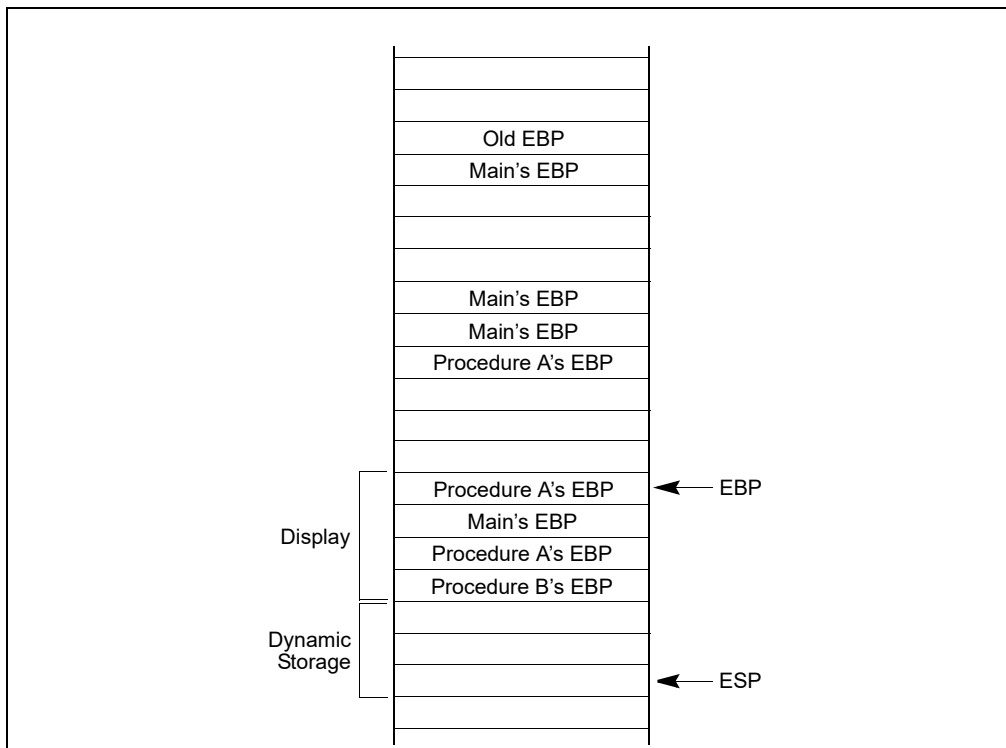 Old EBP
Main’s EBP
Main’s EBP
Main’s EBP
Procedure A’s EBP
Procedure A’s EBP
EBP
Main’s EBP
Display
Procedure A’s EBP
Procedure B’s EBP
Dynamic
Storage
ESP